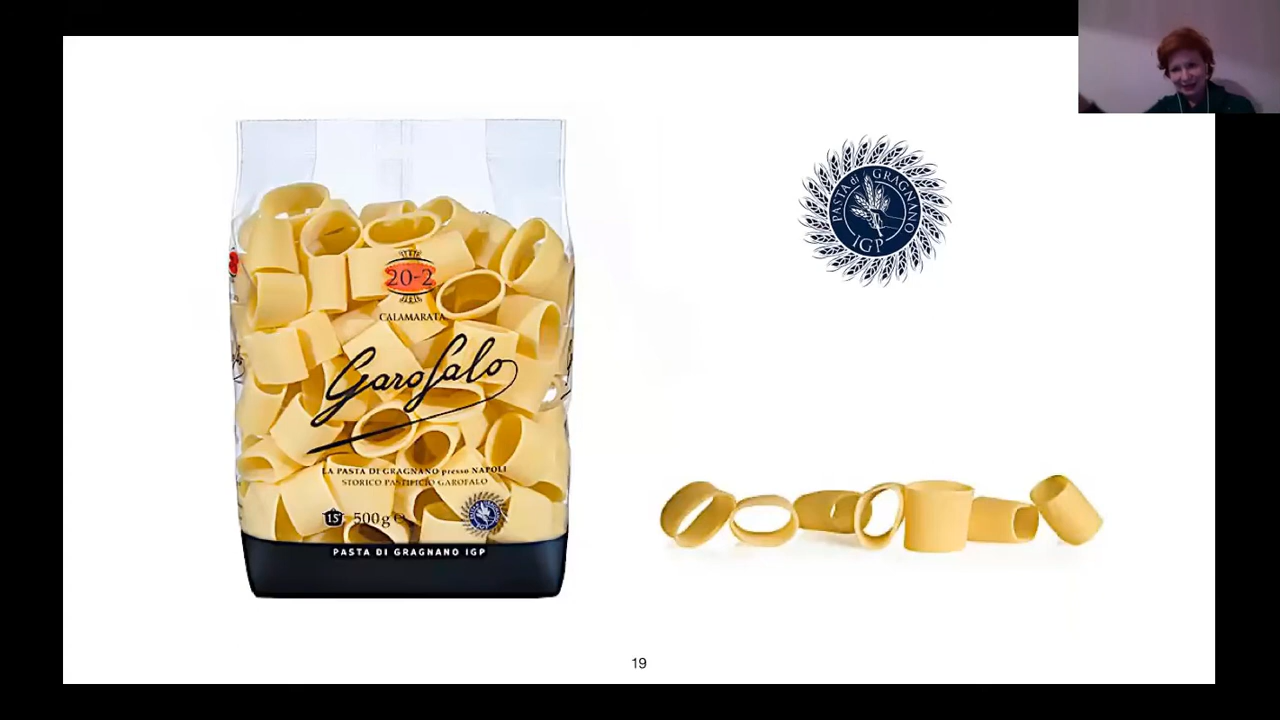 20-2
CALAMARATA
Garofalo
LA PASTA DI GRAGNANO presso NAPOLI
STORICO PASTIFICIO GAROFALO
15' 500g e
PASTA DI GRAGNANO IGP
PASTA di GRAGNANO
IGP
19